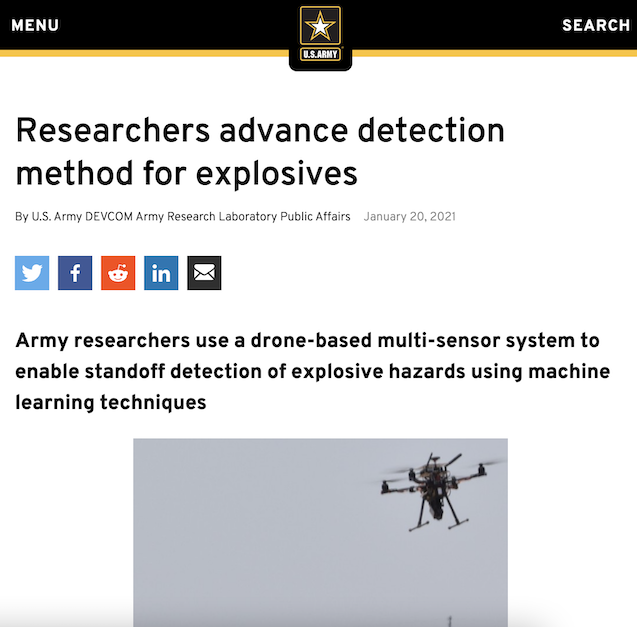 MENU
U.S.ARMY
SEARCH
Researchers advance detection
method for explosives
By U.S. Army DEVCOM Army Research Laboratory Public Affairs January 20, 2021
f
in
Army researchers use a drone-based multi-sensor system to
enable standoff detection of explosive hazards using machine
learning techniques